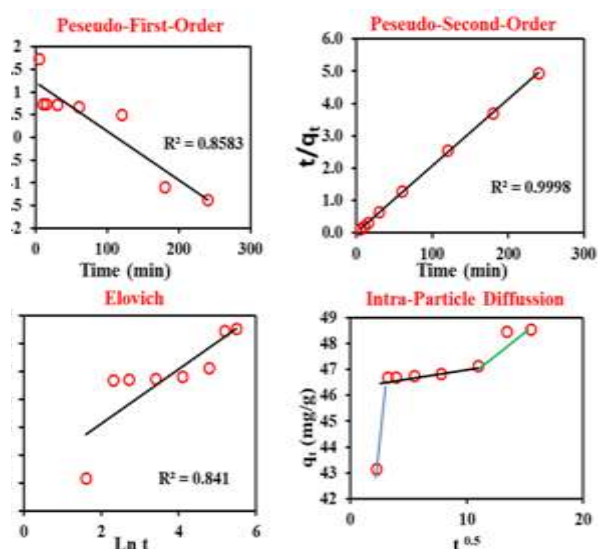 Peseudo-First-Order
2
.5
1
.5
0
.5
-1
.5
-2
R² = 0.8583
0 100 200 300
Time (min)
Peseudo-Second-Order
t/qt
6.0
5.0
4.0
3.0
2.0
1.0
0.0
R² = 0.9998
0 100 200 300
Time (min)
Elovich
R² = 0.841
0 2 4 6
Ln t
Intra-Particle Diffussion
qt (mg/g)
49
48
47
46
45
44
43
42
0 10 20
t 0.5